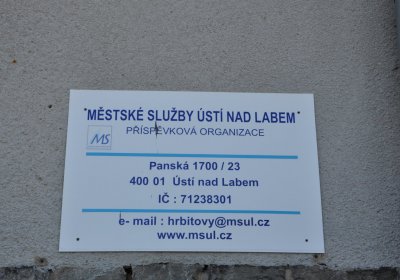 MĚSTSKÉ SLUŽBY ÚSTÍ NAD LABEM
MS
PŘÍSPĚVKOVÁ ORGANIZACE
Panská 1700 / 23
400 01 Ústí nad Labem
IČ : 71238301
e- mail : hrbitovy@msul.cz
www.msul.cz